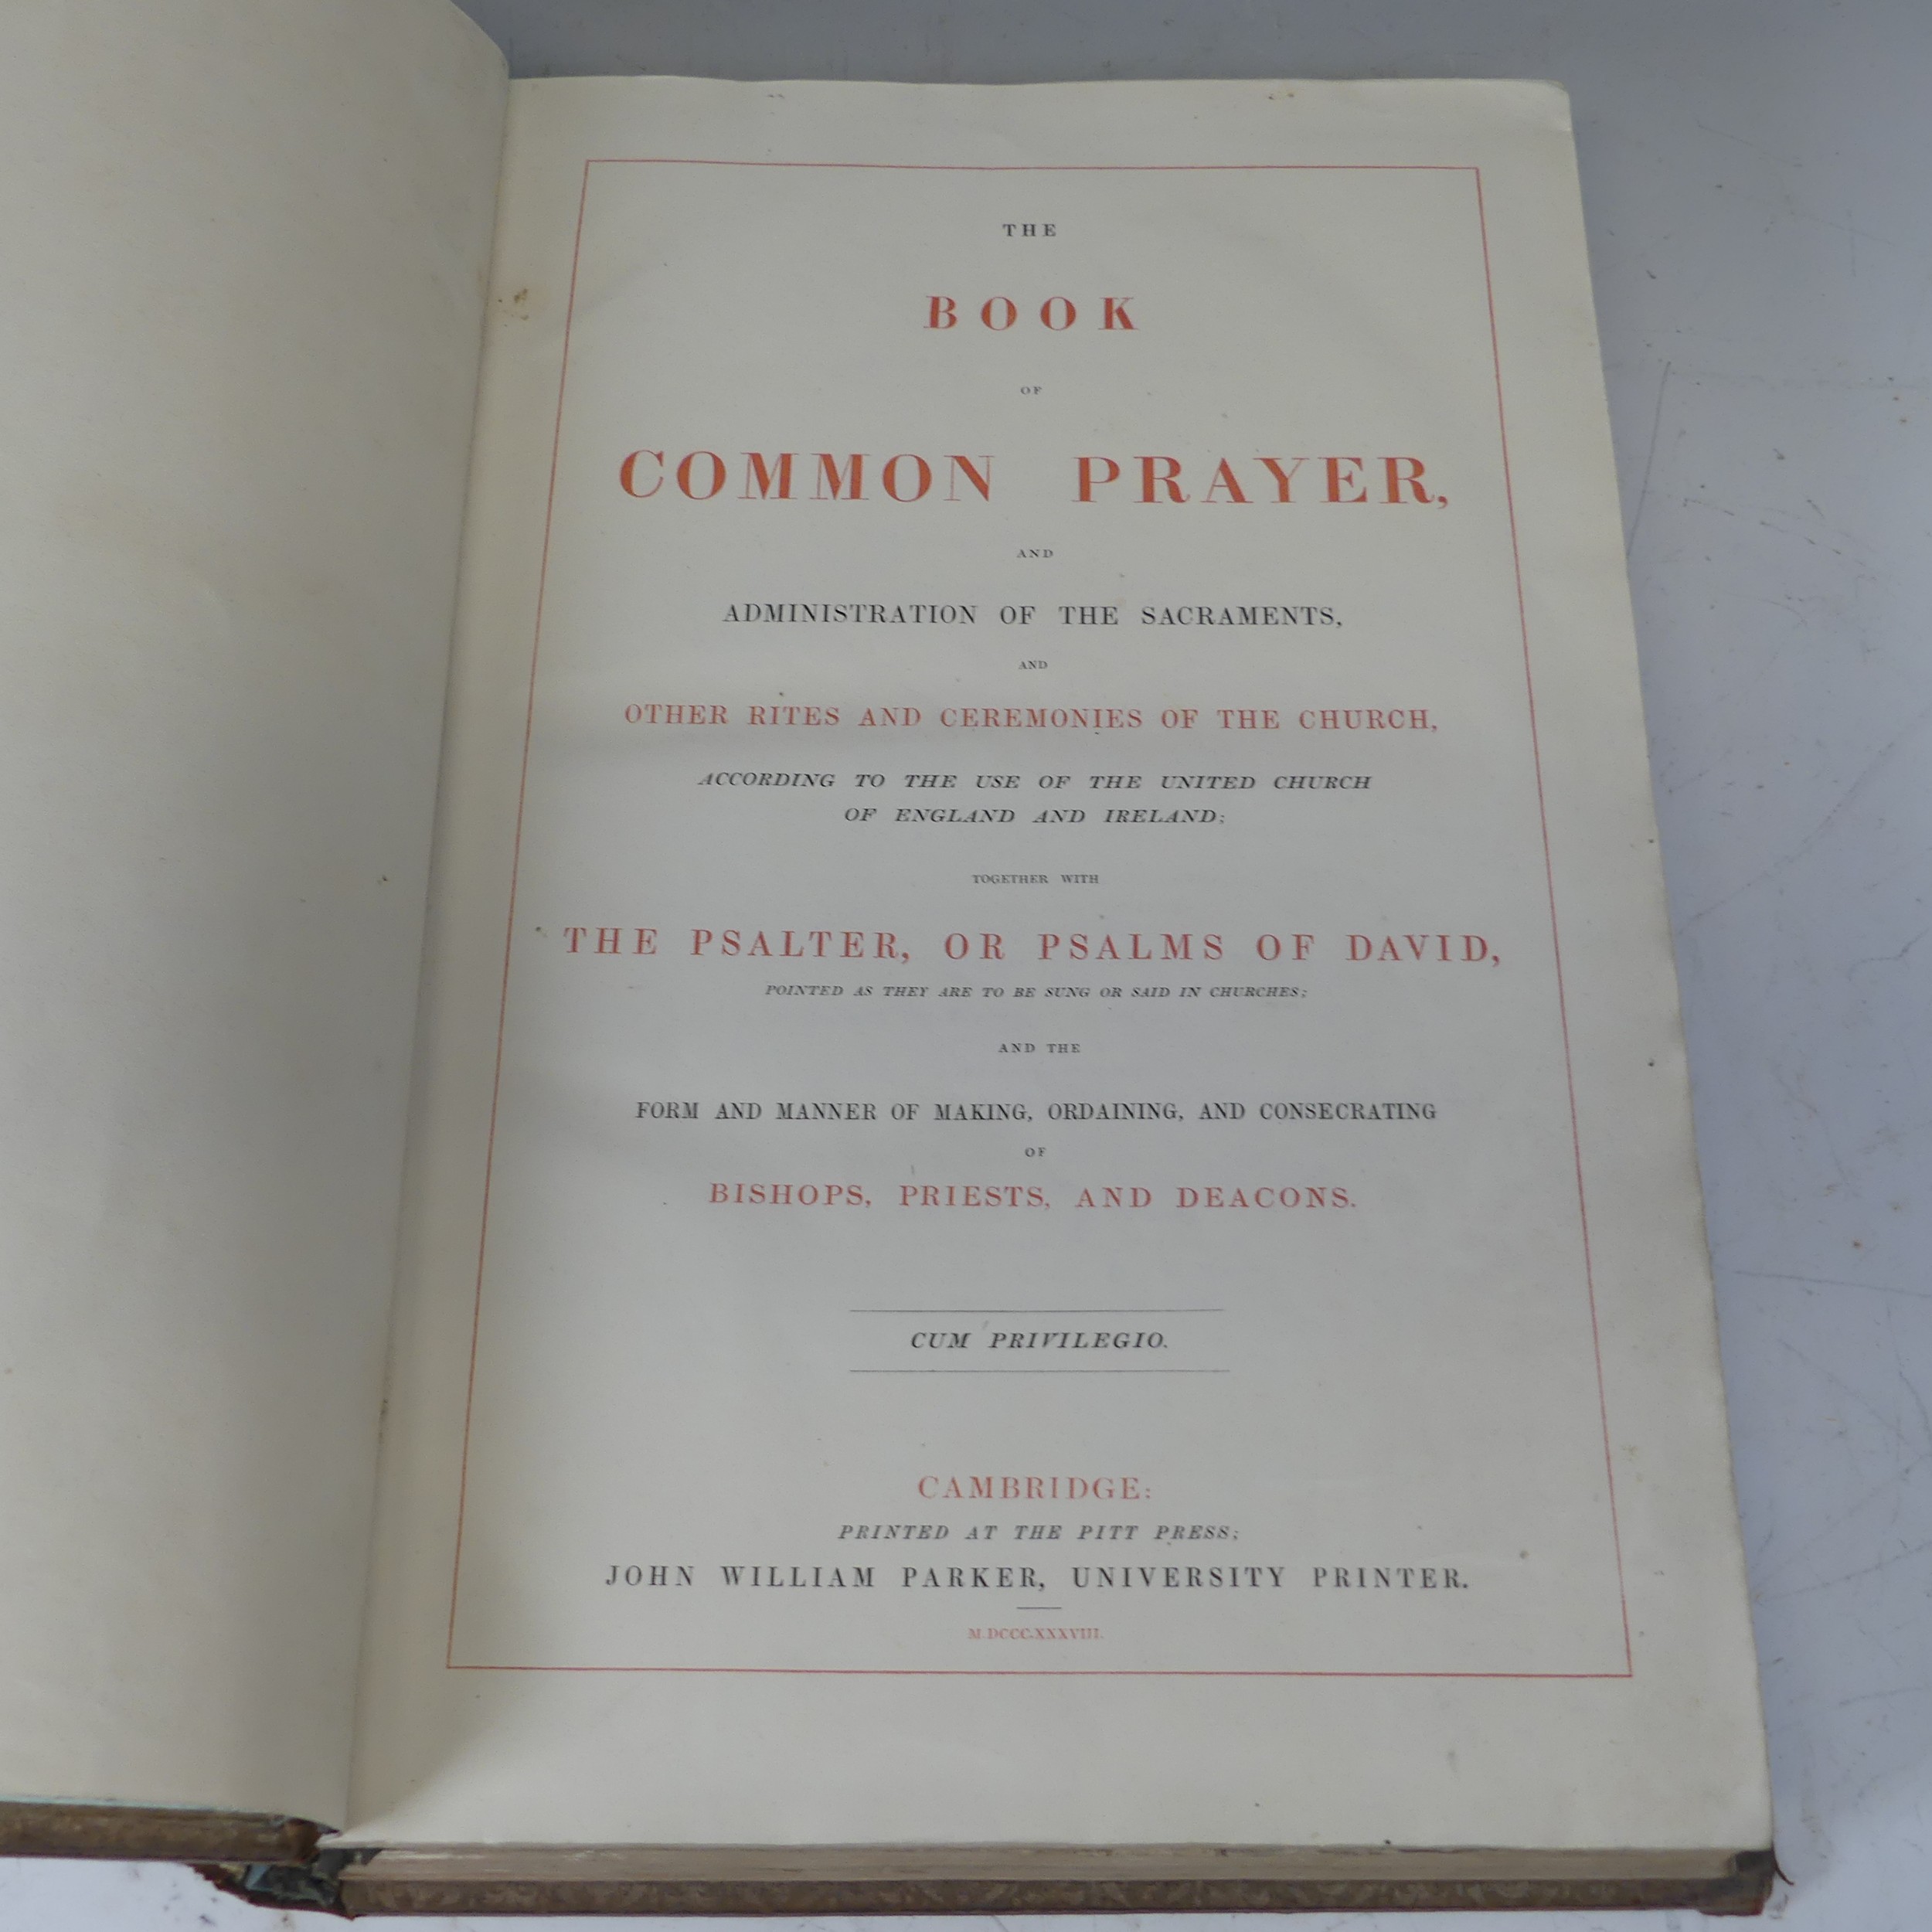 THE
BOOK
OF
COMMON PRAYER,
AND
ADMINISTRATION OF THE SACRAMENTS,
AND
OTHER RITES AND CEREMONIES OF THE CHURCH,
ACCORDING TO THE USE OF THE UNITED CHURCH
OF ENGLAND AND IRELAND;
TOGETHER WITH
THE PSALTER, OR PSALMS OF DAVID,
POINTED AS THEY ARE TO BE SUNG OR SAID IN CHURCHES;
AND THE
FORM AND MANNER OF MAKING, ORDAINING, AND CONSECRATING
OF
BISHOPS, PRIESTS, AND DEACONS.
CUM PRIVILEGIO.
CAMBRIDGE:
PRINTED AT THE PITT PRESS;
JOHN WILLIAM PARKER, UNIVERSITY PRINTER.
M.DCCC.XXXVIII.